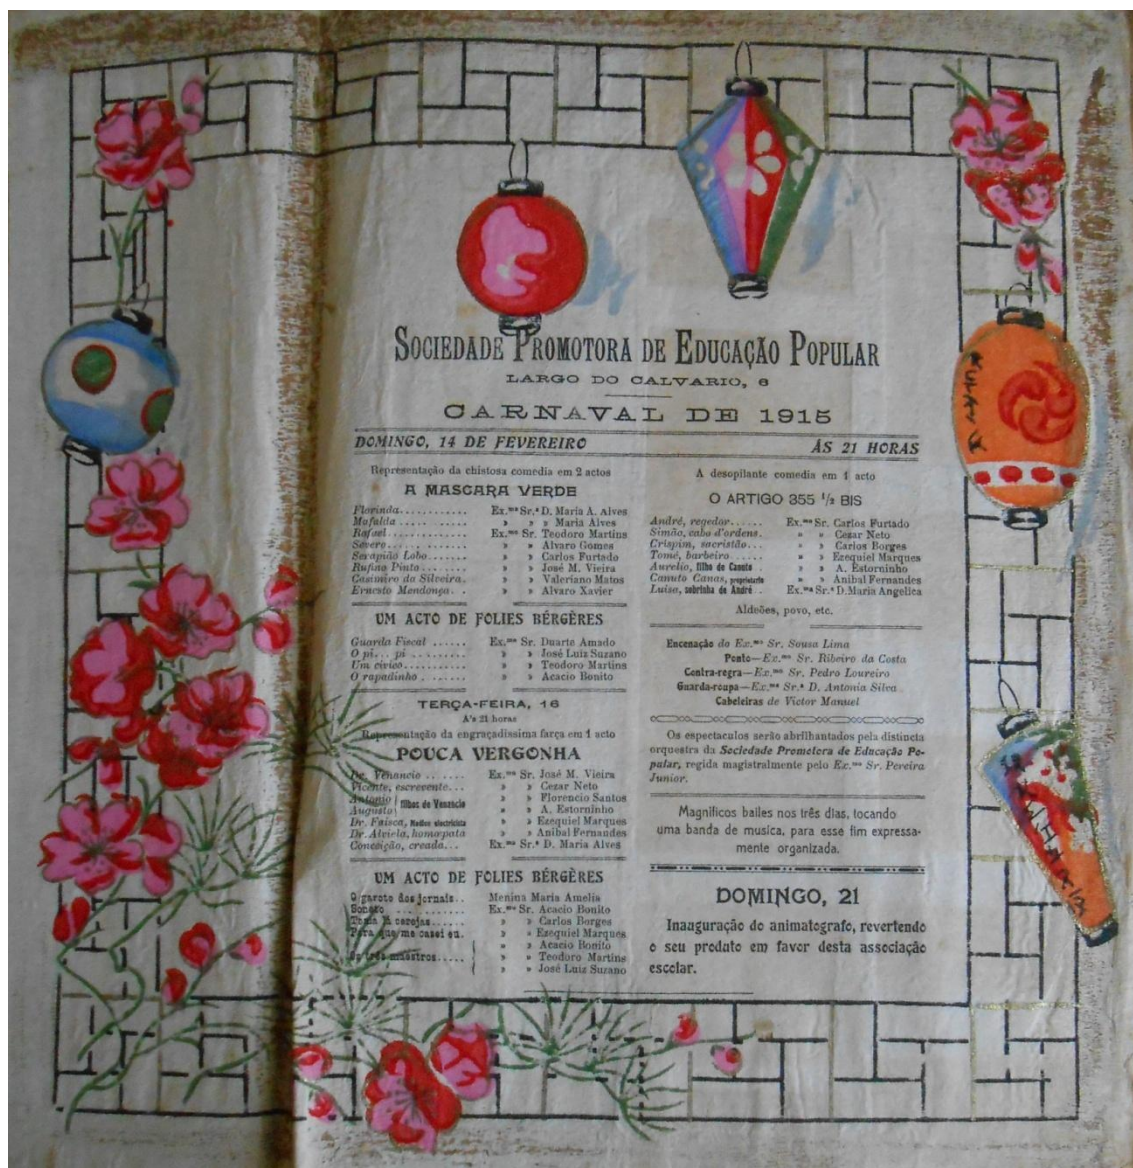 SOCIEDADE PROMOTORA DE EDUCAÇÃO POPULAR
LARGO DO CALVARIO, 6
CARNAVAL DE 1915
DOMINGO, 14 DE FEVEREIRO
ÁS 21 HORAS
Representação da chistosa comedia em 2 actos
A MASCARA VERDE
Florinda........... Ex.ma Sr.a D. Maria A. Alves
Mafalda ........... » » » Maria Alves
Rafael............. Ex.mo Sr. Teodoro Martins
Severo............. » » Alvaro Gomes
Serapião Lobo........ » » Carlos Furtado
Rufino Pinto........ » » José M. Vieira
Casimiro da Silveira. » » Valeriano Matos
Ernesto Mendonça. . » » Alvaro Xavier
UM ACTO DE FOLIES BÉRGÈRES
Guarda Fiscal ...... Ex.mo Sr. Duarte Amado
O pi... pi ......... » » José Luiz Suzano
Um civico........... » » Teodoro Martins
O rapadinho ........ » » Acacio Bonito
TERÇA-FEIRA, 16
A's 21 horas
Representação da engraçadissima farça em 1 acto
POUCA VERGONHA
Dr. Venancio ....... Ex.mo Sr. José M. Vieira
Vicente, escrevente... » » Cezar Neto
Antonio } filhos de Venancio » » Florencio Santos
Augusto } » » A. Estorninho
Dr. Faisca, Medico electricista » » Ezequiel Marques
Dr. Alviela, homœpata » » Anibal Fernandes
Conceição, creada... Ex.ma Sr.a D. Maria Alves
UM ACTO DE FOLIES BÉRGÈRES
O garoto dos jornais.. Menina Maria Amelia
Soneto .......... Ex.mo Sr. Acacio Bonito
Toma lá cerejas...... » » Carlos Borges
Para que me casei eu. » » Ezequiel Marques
Os três maestros..... { » » Acacio Bonito
» » Teodoro Martins
» » José Luiz Suzano
A desopilante comedia em 1 acto
O ARTIGO 355 1/2 BIS
André, regedor...... Ex.mo Sr. Carlos Furtado
Simão, cabo d'ordens. » » Cezar Neto
Crispim, sacristão... » » Carlos Borges
Tomé, barbeiro ..... » » Ezequiel Marques
Aurelio, filho de Canuto . » » A. Estorninho
Canuto Canas, proprietario » » Anibal Fernandes
Luisa, sobrinha de André . Ex.ma Sr.a D. Maria Angelica
Aldeões, povo, etc.
Encenação do Ex.mo Sr. Sousa Lima
Ponto—Ex.mo Sr. Ribeiro da Costa
Contra-regra—Ex.mo Sr. Pedro Loureiro
Guarda-roupa—Ex.ma Sr.a D. Antonia Silva
Cabeleiras de Victor Manuel
Os espectaculos serão abrilhantados pela distincta
orquestra da Sociedade Promotora de Educação Po-
pular, regida magistralmente pelo Ex.mo Sr. Pereira
Junior.
Magnificos bailes nos três dias, tocando
uma banda de musica, para esse fim expressa-
mente organizada.
DOMINGO, 21
Inauguração do animatografo, revertendo
o seu produto em favor desta associação
escolar.